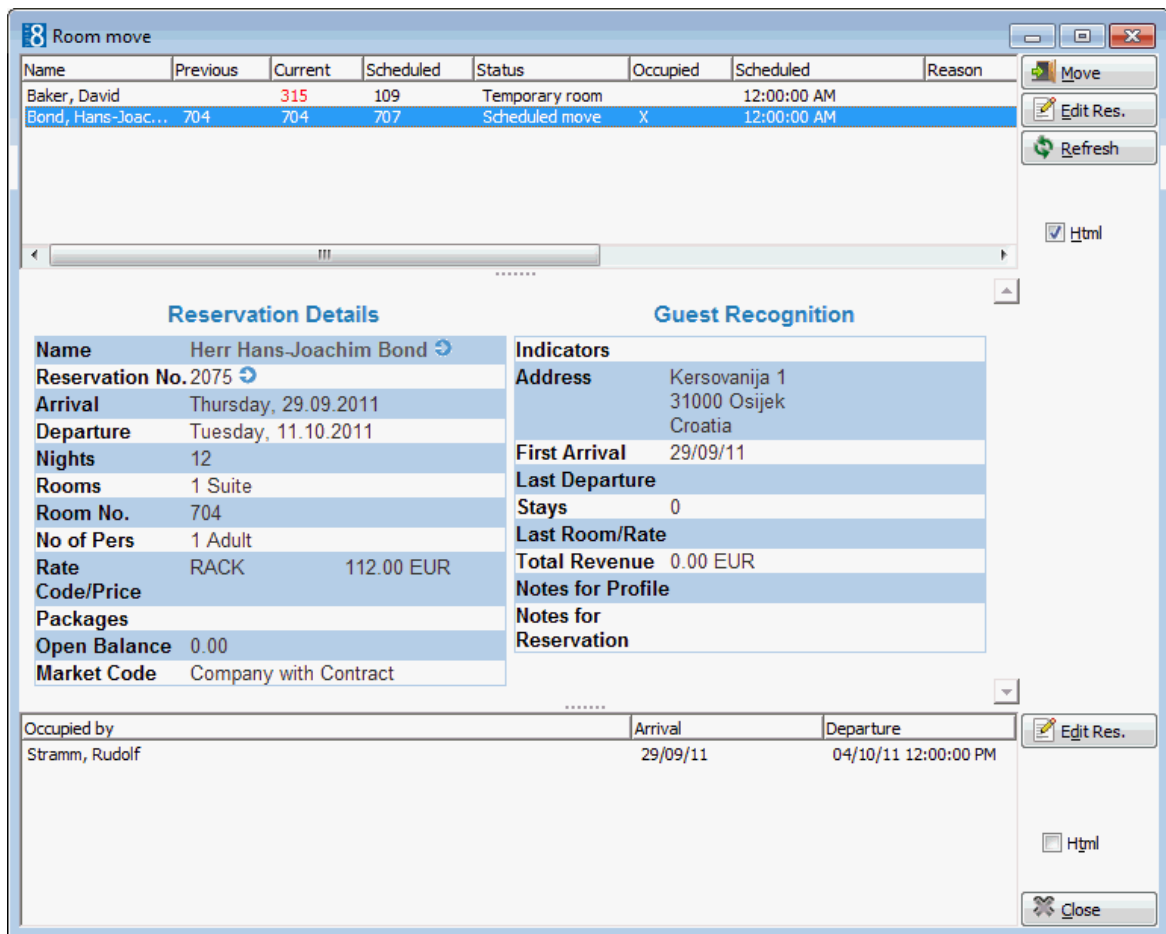 8 Room move
Name Previous Current Scheduled Status Occupied Scheduled Reason
Baker, David 315 109 Temporary room 12:00:00 AM
Bond, Hans-Joac... 704 704 707 Scheduled move X 12:00:00 AM
Move
Edit Res.
Refresh
Html
Reservation Details
Name Herr Hans-Joachim Bond
Reservation No. 2075
Arrival Thursday, 29.09.2011
Departure Tuesday, 11.10.2011
Nights 12
Rooms 1 Suite
Room No. 704
No of Pers 1 Adult
Rate RACK 112.00 EUR
Code/Price
Packages
Open Balance 0.00
Market Code Company with Contract
Guest Recognition
Indicators
Address Kersovanija 1
31000 Osijek
Croatia
First Arrival 29/09/11
Last Departure
Stays 0
Last Room/Rate
Total Revenue 0.00 EUR
Notes for Profile
Notes for
Reservation
Occupied by Arrival Departure
Stramm, Rudolf 29/09/11 04/10/11 12:00:00 PM
Edit Res.
Html
Close